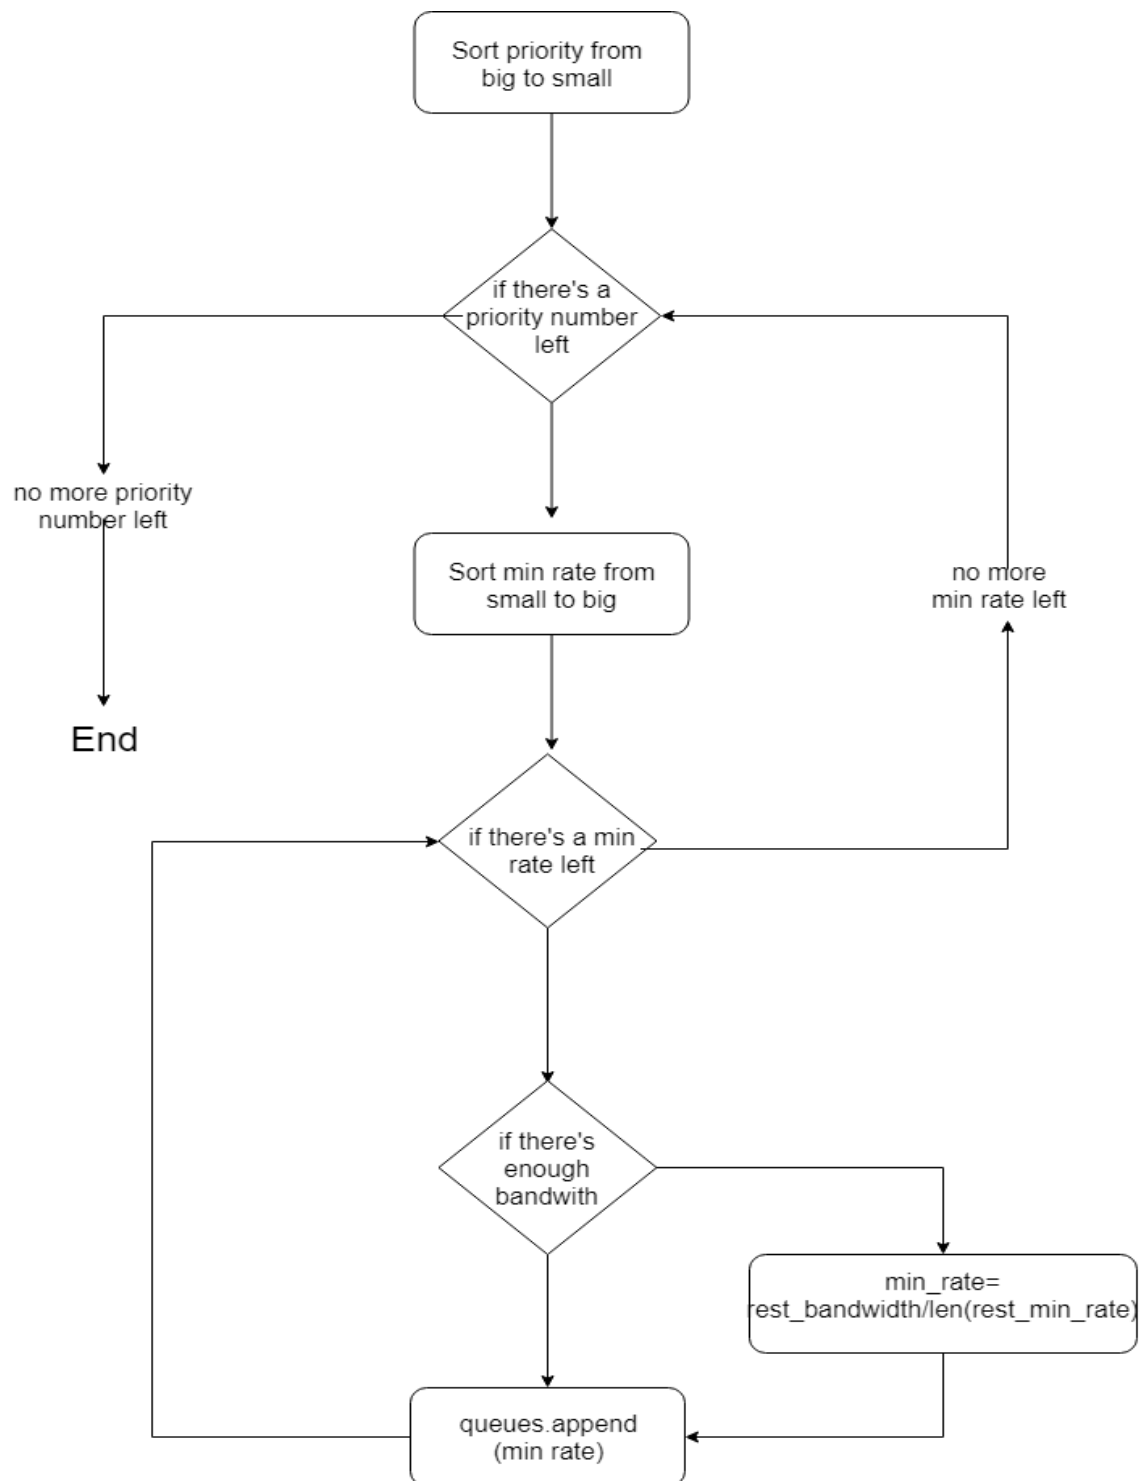 Sort priority from
big to small
if there's a
priority number
left
no more priority
number left
Sort min rate from
small to big
no more
min rate left
End
if there's a min
rate left
if there's
enough
bandwith
min_rate=
rest_bandwidth/len(rest_min_rate)
queues.append
(min rate)